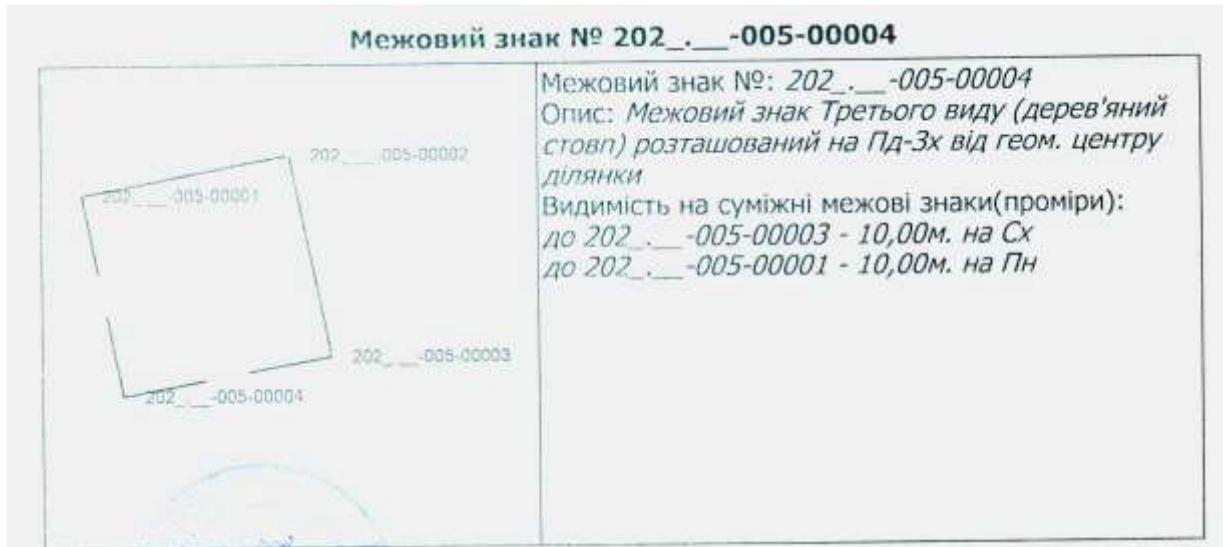 Межовий знак № 202_.__-005-00004
Межовий знак №: 202_.__-005-00004
Опис: Межовий знак Третього виду (дерев'яний
стовп) розташований на Пд-Зх від геом. центру
ділянки
Видимість на суміжні межові знаки(проміри):
до 202_.__-005-00003 - 10,00м. на Сх
до 202_.__-005-00001 - 10,00м. на Пн
202_.__-005-00002
202_.__-005-00001
202_.__-005-00003
202_.__-005-00004